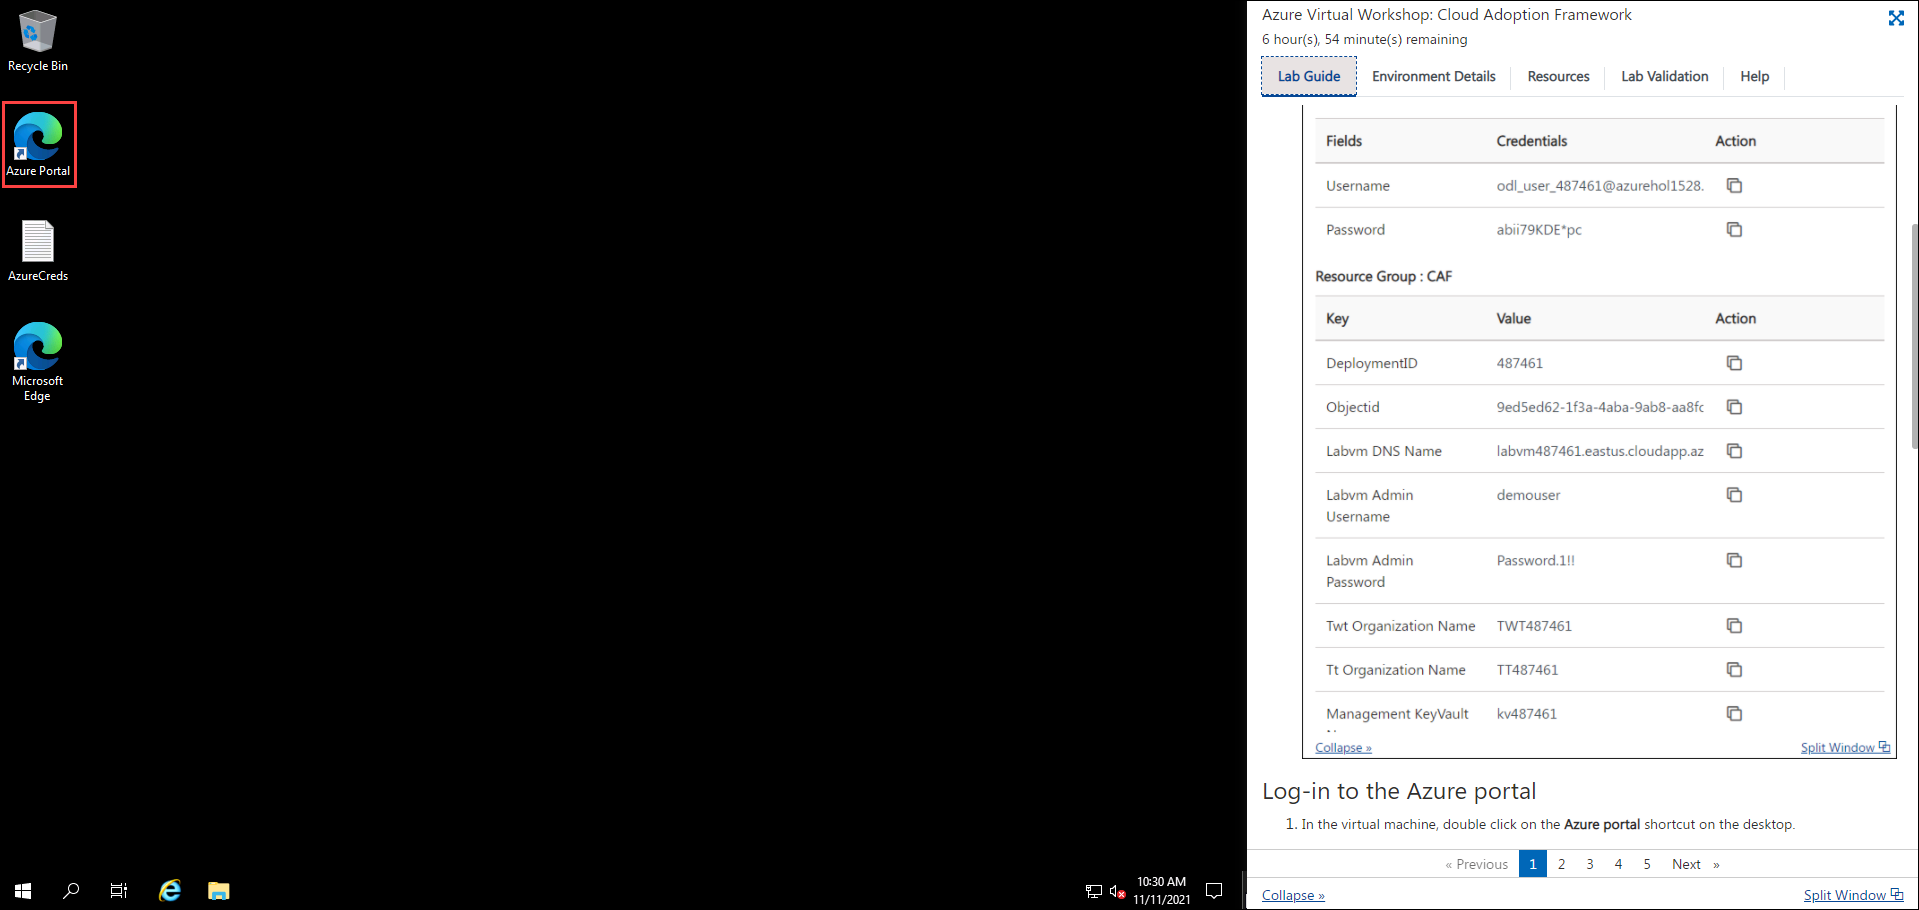 Recycle Bin
Azure Portal
AzureCreds
Microsoft
Edge
10:30 AM
11/11/2021
Azure Virtual Workshop: Cloud Adoption Framework
6 hour(s), 54 minute(s) remaining
Lab Guide Environment Details Resources Lab Validation Help
Fields Credentials Action
Username odl_user_487461@azurehol1528.
Password abii79KDE*pc
Resource Group : CAF
Key Value Action
DeploymentID 487461
Objectid 9ed5ed62-1f3a-4aba-9ab8-aa8fc
Labvm DNS Name labvm487461.eastus.cloudapp.az
Labvm Admin demouser
Username
Labvm Admin Password.1!!
Password
Twt Organization Name TWT487461
Tt Organization Name TT487461
Management KeyVault kv487461
Collapse » Split Window
Log-in to the Azure portal
1. In the virtual machine, double click on the Azure portal shortcut on the desktop.
« Previous 1 2 3 4 5 Next »
Collapse » Split Window